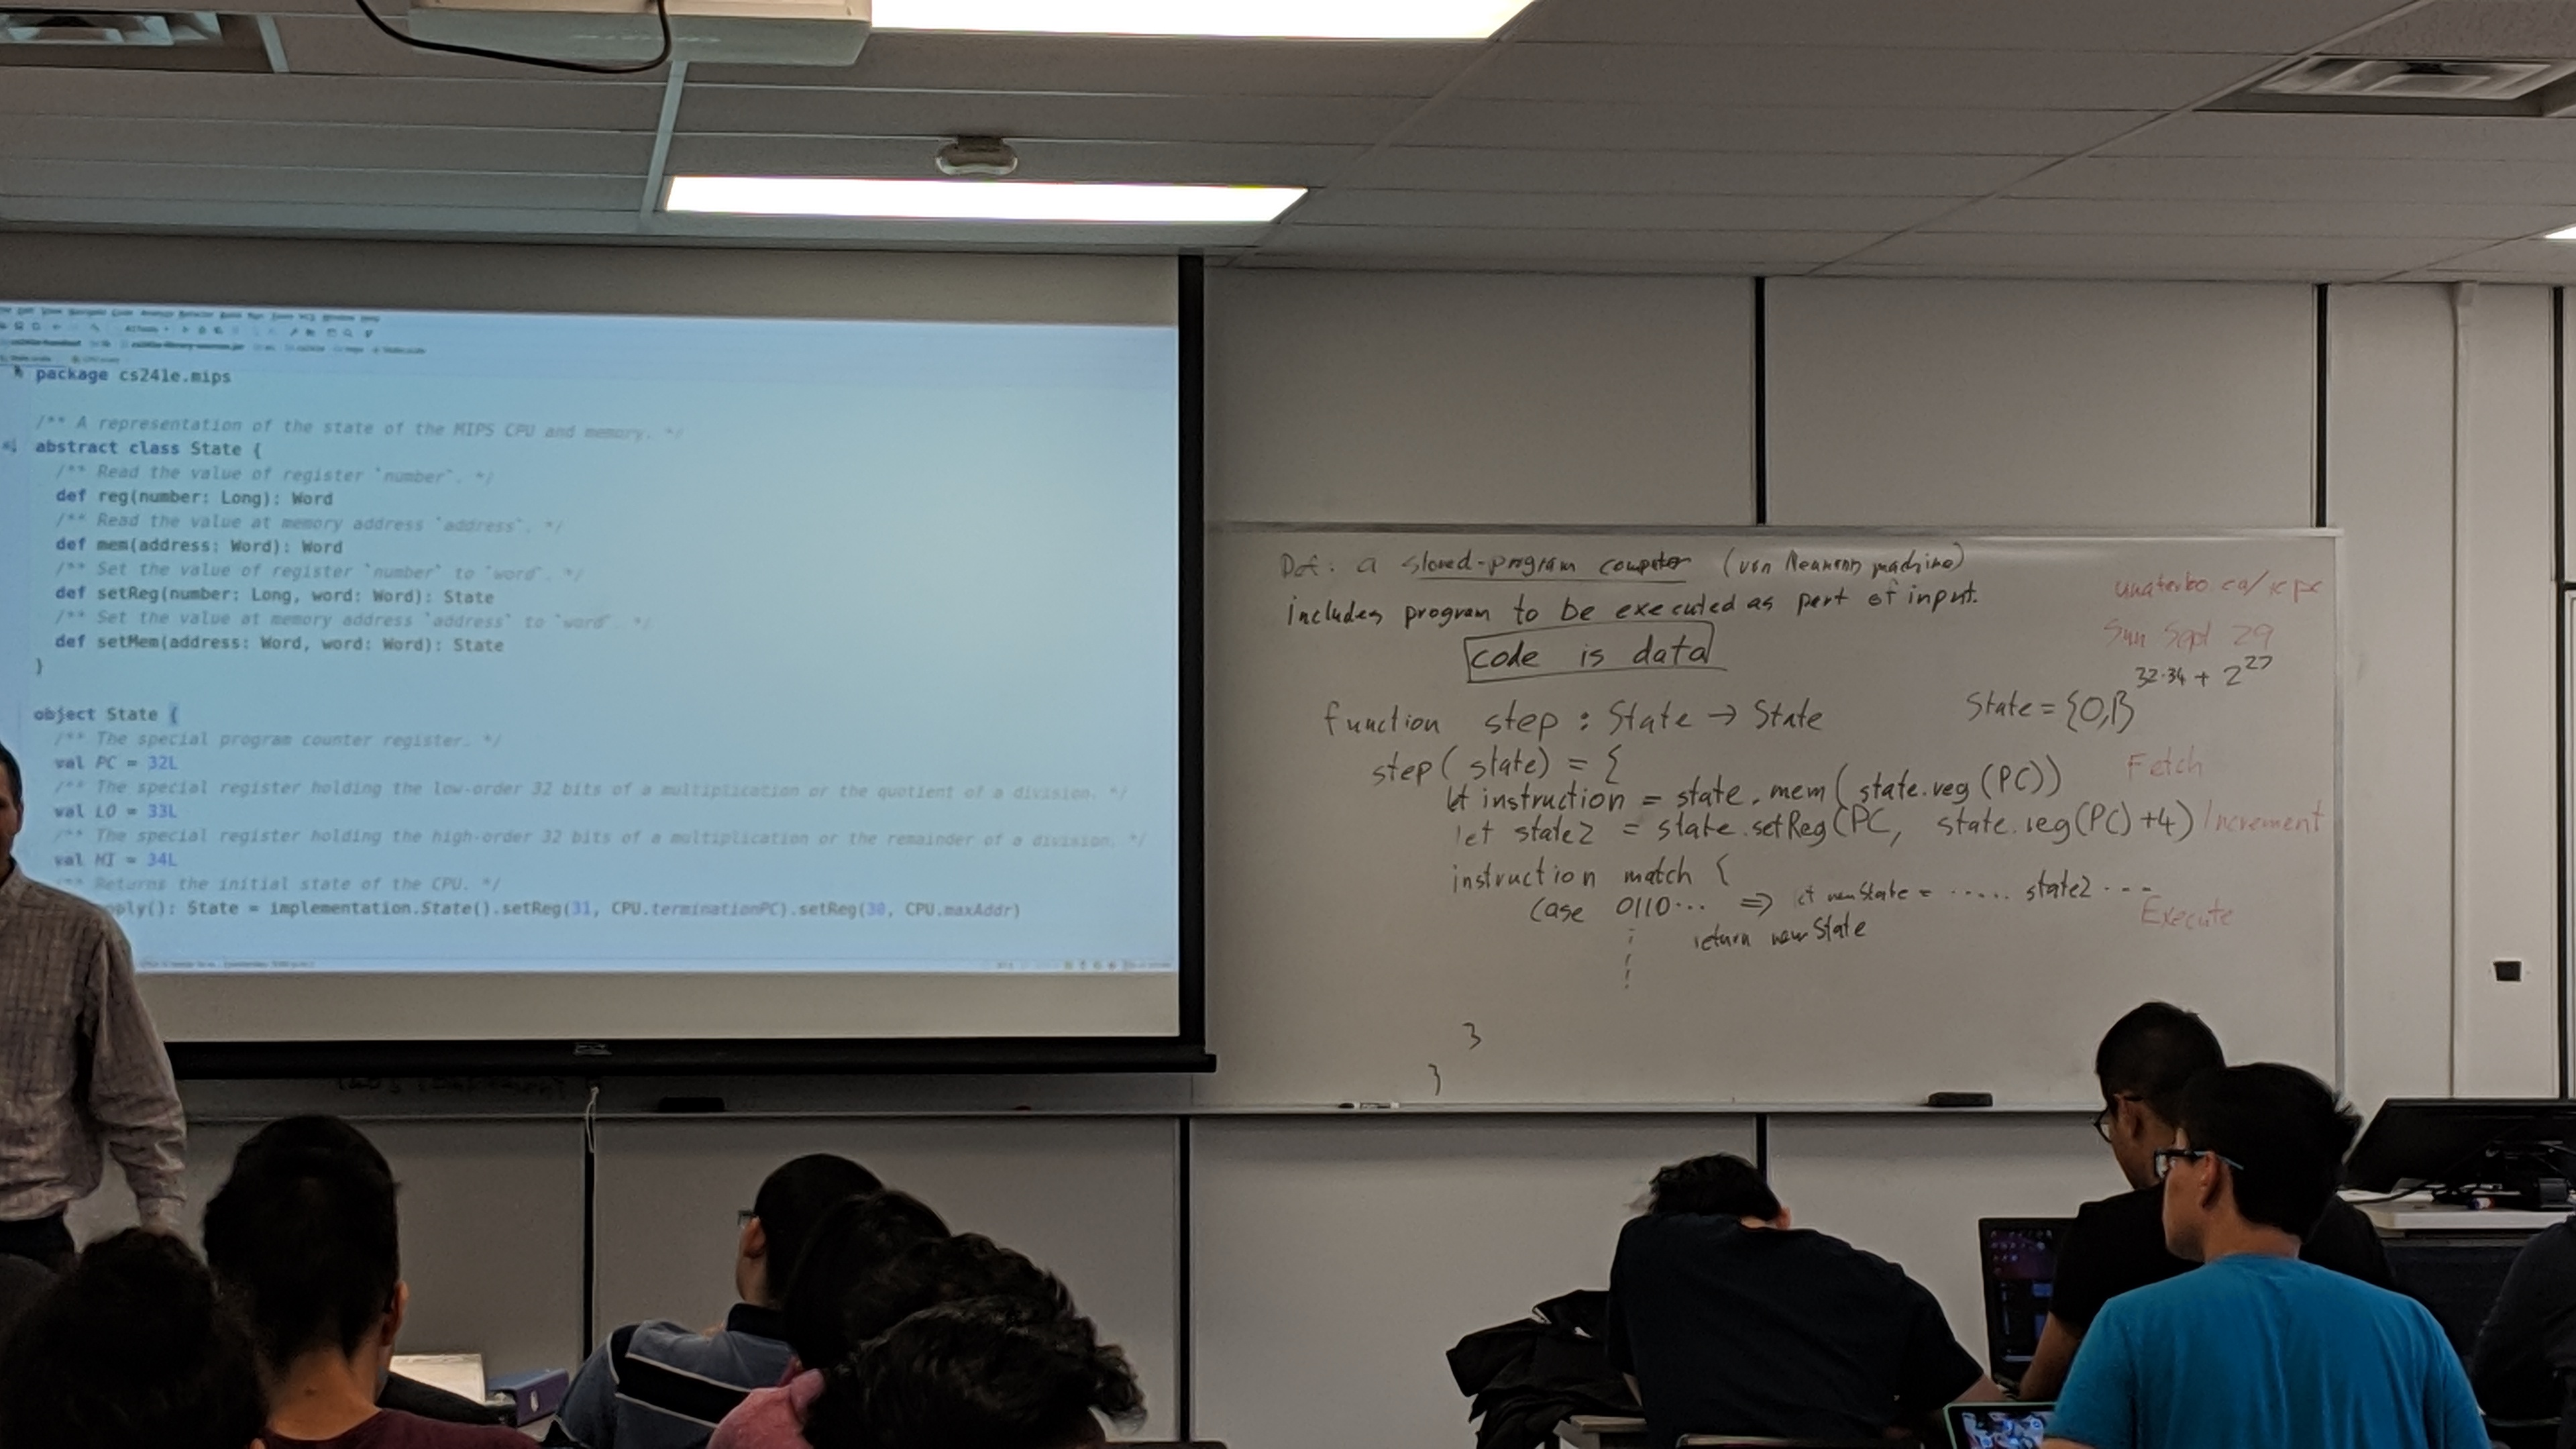 package cs241e.mips
/** A representation of the state of the MIPS CPU and memory. */
abstract class State {
/** Read the value of register `number`. */
def reg(number: Long): Word
/** Read the value at memory address `address`. */
def mem(address: Word): Word
/** Set the value of register `number` to `word`. */
def setReg(number: Long, word: Word): State
/** Set the value at memory address `address` to `word`. */
def setMem(address: Word, word: Word): State
}
object State {
/** The special program counter register. */
val PC = 32L
/** The special register holding the low-order 32 bits of a multiplication or the quotient of a division. */
val LO = 33L
/** The special register holding the high-order 32 bits of a multiplication or the remainder of a division. */
val HI = 34L
Returns the initial state of the CPU. */
ply(): State = implementation.State().setReg(31, CPU.terminationPC).setReg(30, CPU.maxAddr)
Def: a stored-program computer (von Neumann machine)
includes program to be executed as part of input.
code is data
uwaterloo.ca/icpc
Sun Sept 29
32·34 + 2^27
State = {0,1}
function step : State → State
step( state) = {
let instruction = state.mem( state.reg (PC)) Fetch
let state2 = state.setReg(PC, state.reg(PC)+4) Increment
instruction match {
case 0110... ⇒ let newState = ...... state2 ---
Execute
return newState
}
}